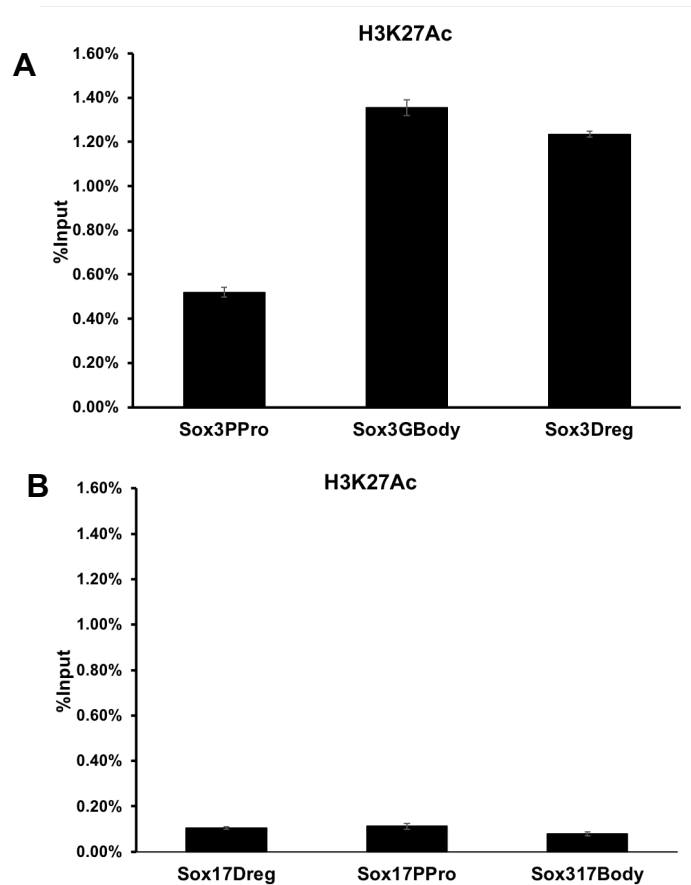 A
H3K27Ac
1.60%
1.40%
1.20%
1.00%
0.80%
0.60%
0.40%
0.20%
0.00%
%Input
Sox3PPro Sox3GBody Sox3Dreg
B
H3K27Ac
1.60%
1.40%
1.20%
1.00%
0.80%
0.60%
0.40%
0.20%
0.00%
%Input
Sox17Dreg Sox17PPro Sox317Body